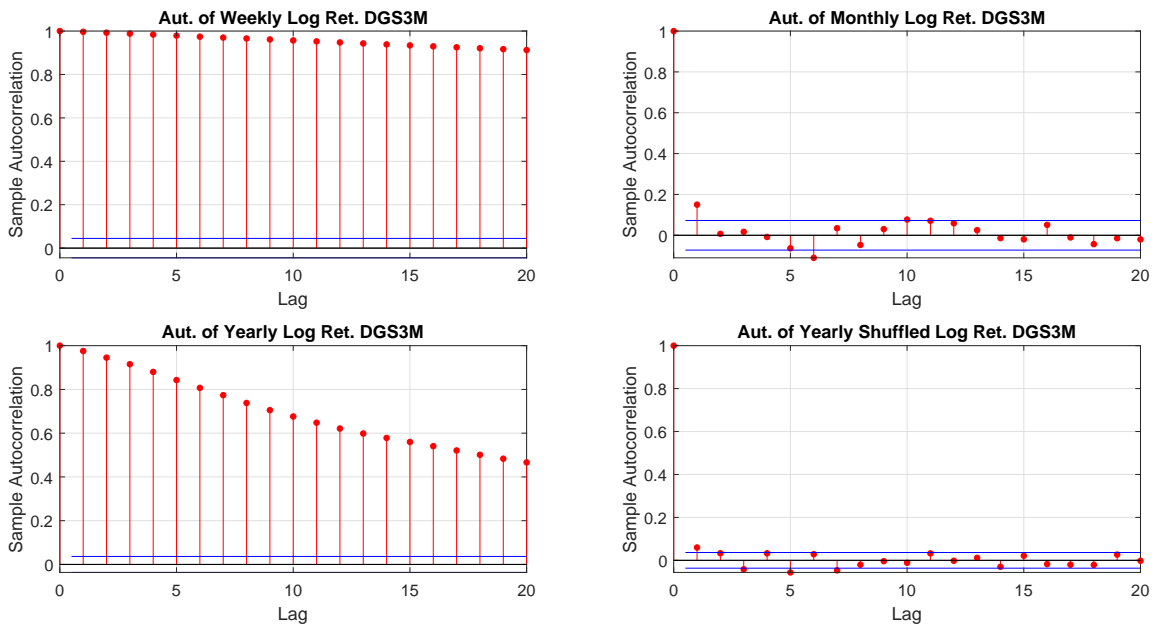 Aut. of Weekly Log Ret. DGS3M
Sample Autocorrelation
1
0.8
0.6
0.4
0.2
0
0 5 10 15 20
Lag
Aut. of Monthly Log Ret. DGS3M
Sample Autocorrelation
1
0.8
0.6
0.4
0.2
0
0 5 10 15 20
Lag
Aut. of Yearly Log Ret. DGS3M
Sample Autocorrelation
1
0.8
0.6
0.4
0.2
0
0 5 10 15 20
Lag
Aut. of Yearly Shuffled Log Ret. DGS3M
Sample Autocorrelation
1
0.8
0.6
0.4
0.2
0
0 5 10 15 20
Lag